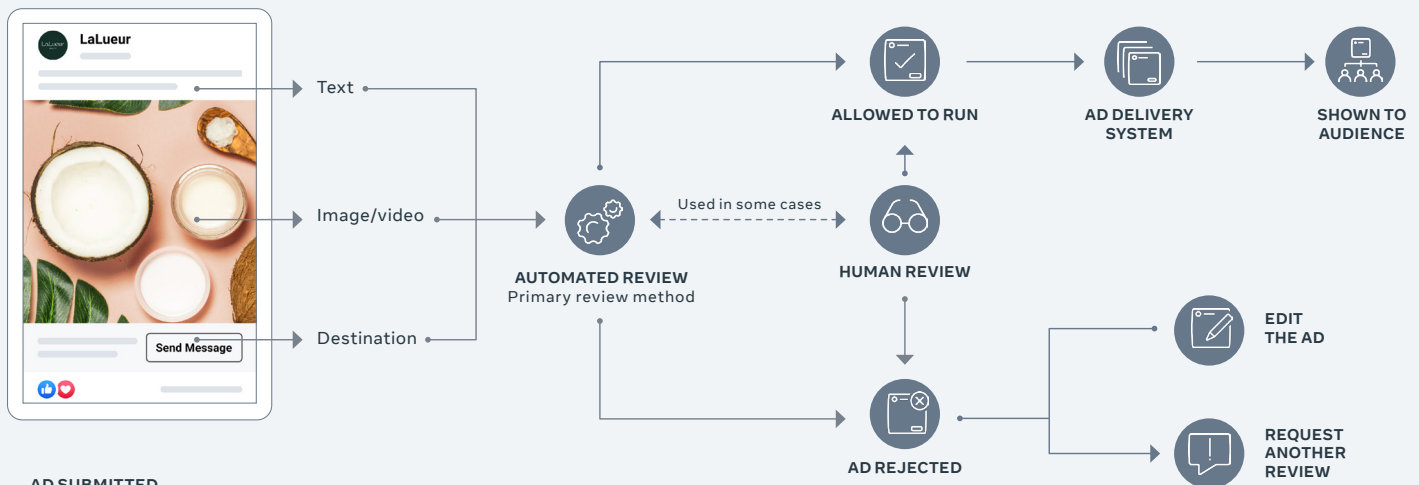 LaLueur
LaLueur
Send Message
AD SUBMITTED
Text
Image/video
Destination
AUTOMATED REVIEW
Primary review method
Used in some cases
ALLOWED TO RUN
HUMAN REVIEW
AD REJECTED
AD DELIVERY
SYSTEM
SHOWN TO
AUDIENCE
EDIT
THE AD
REQUEST
ANOTHER
REVIEW